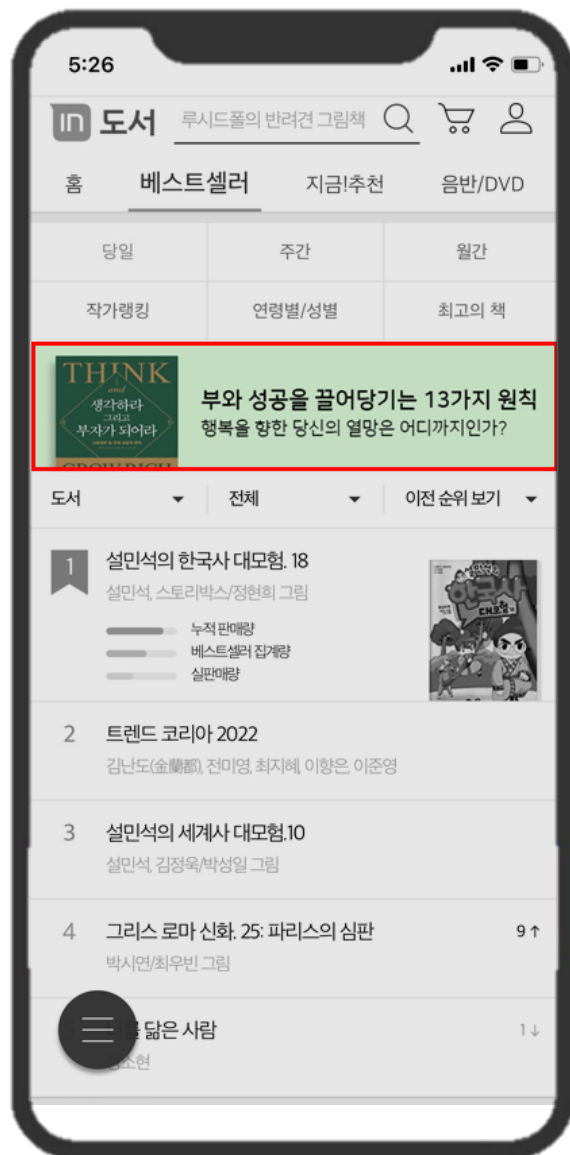 5:26
in 도서 루시드폴의 반려견 그림책
홈 베스트셀러 지금!추천 음반/DVD
당일 주간 월간
작가랭킹 연령별/성별 최고의 책
THINK
and
생각하라
그리고
부자가 되어라
GROW RICH
부와 성공을 끌어당기는 13가지 원칙
행복을 향한 당신의 열망은 어디까지인가?
도서 전체 이전 순위 보기
1 설민석의 한국사 대모험. 18
설민석, 스토리박스/정현희 그림
누적 판매량
베스트셀러 집계량
실판매량
설민석의
한국사
대모험
2 트렌드 코리아 2022
김난도(金蘭都), 전미영, 최지혜, 이향은, 이준영
3 설민석의 세계사 대모험.10
설민석, 김정욱/박성일 그림
4 그리스 로마 신화. 25: 파리스의 심판 9↑
박시연/최우빈 그림
닮은 사람 1↓
소현